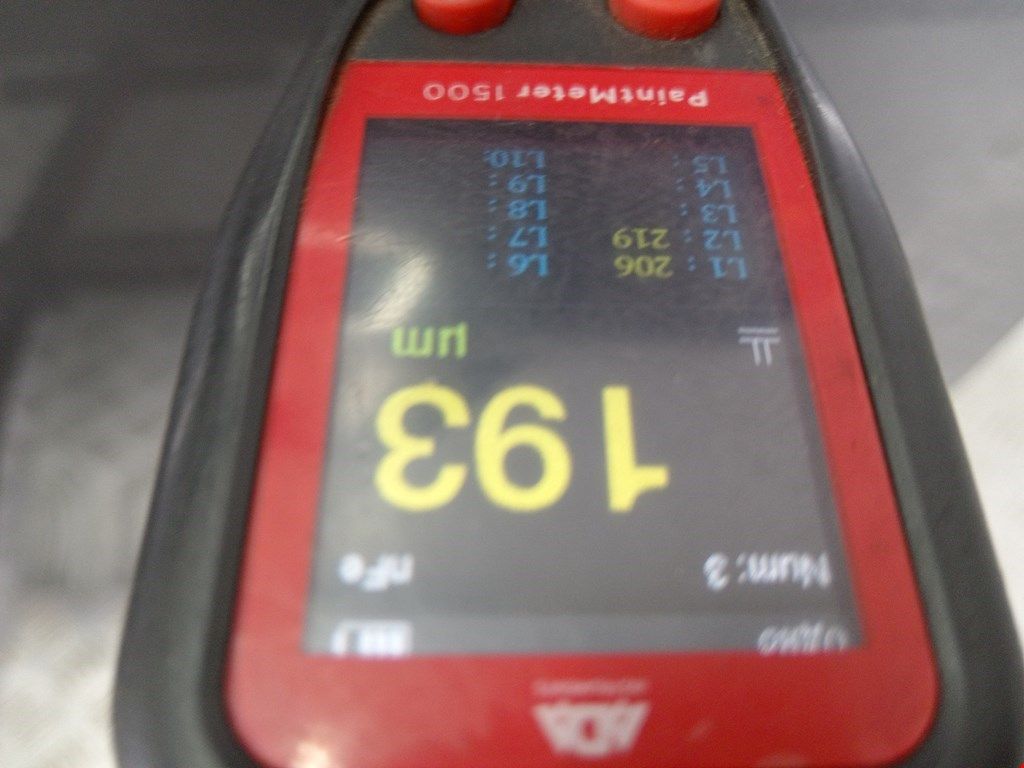 ADA
INSTRUMENTS
Num: 3 nFe
193 µm
L1 : 206 L6 :
L2 : 219 L7 :
L3 : L8 :
L4 : L9 :
L5 : L10:
PaintMeter 1500